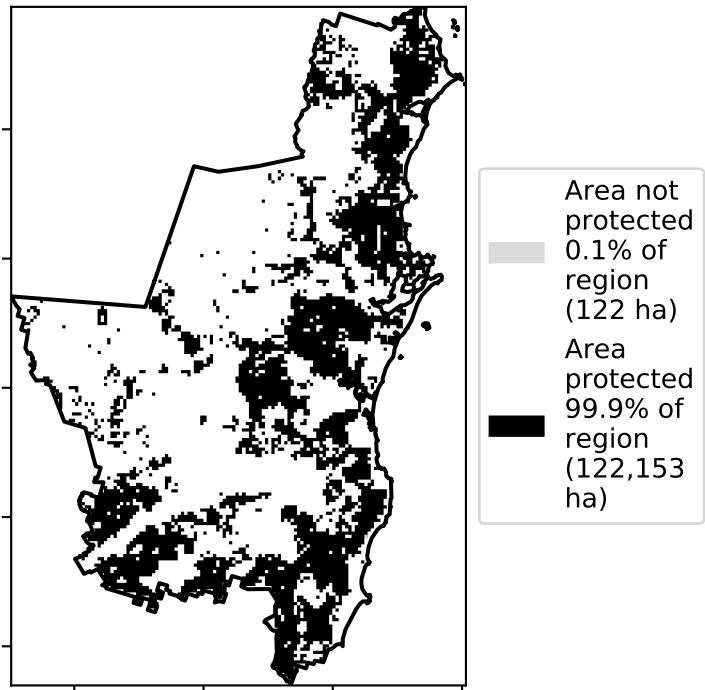 Area not
protected
0.1% of
region
(122 ha)
Area
protected
99.9% of
region
(122,153
ha)